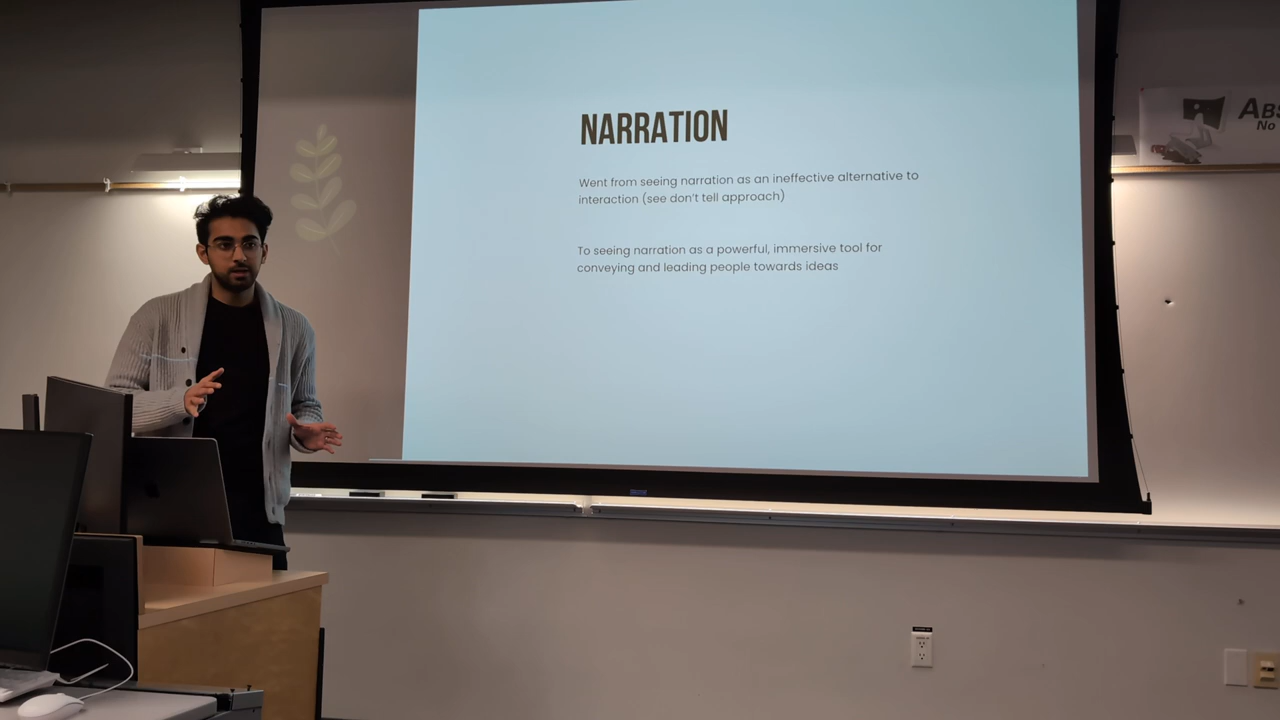 NARRATION
Went from seeing narration as an ineffective alternative to
interaction (see don't tell approach)
To seeing narration as a powerful, immersive tool for
conveying and leading people towards ideas
No